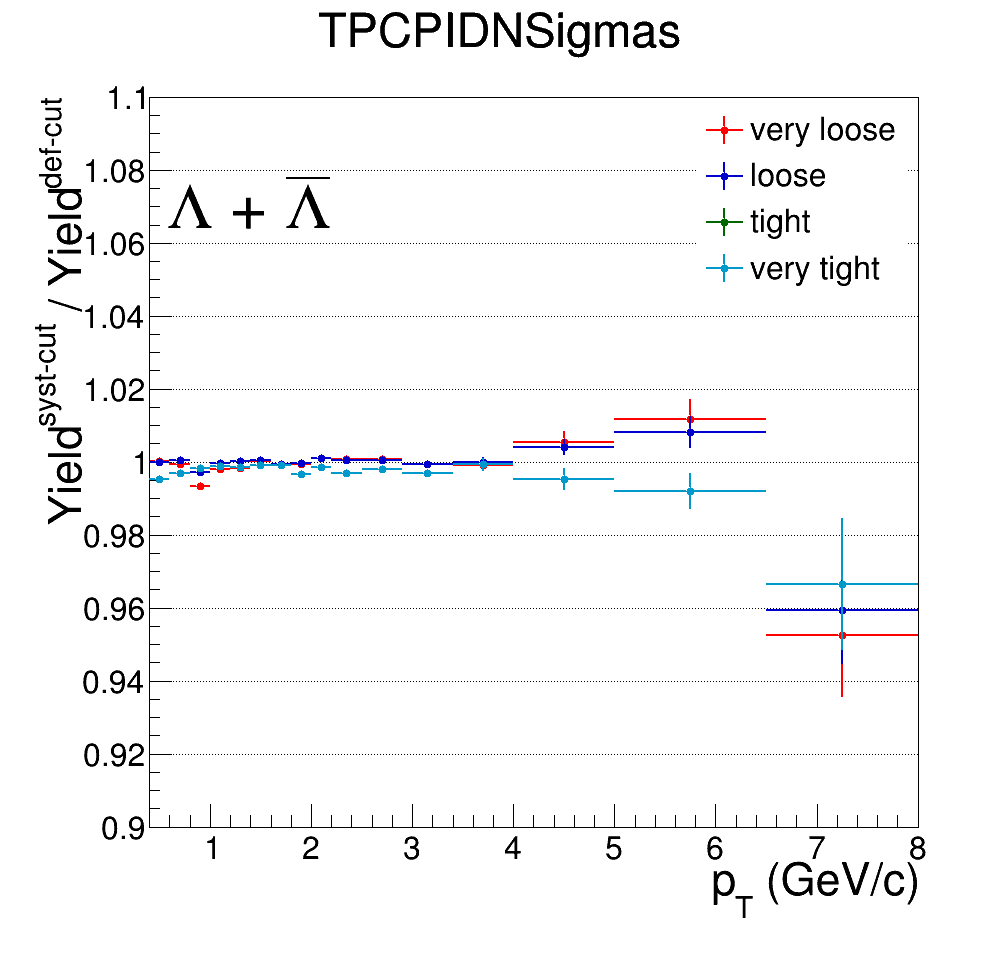 TPCPIDNSigmas
Yield^syst-cut / Yield^def-cut
1.1
1.08
1.06
1.04
1.02
1
0.98
0.96
0.94
0.92
0.9
Λ + Λ̅
very loose
loose
tight
very tight
1 2 3 4 5 6 7 8
p_T (GeV/c)